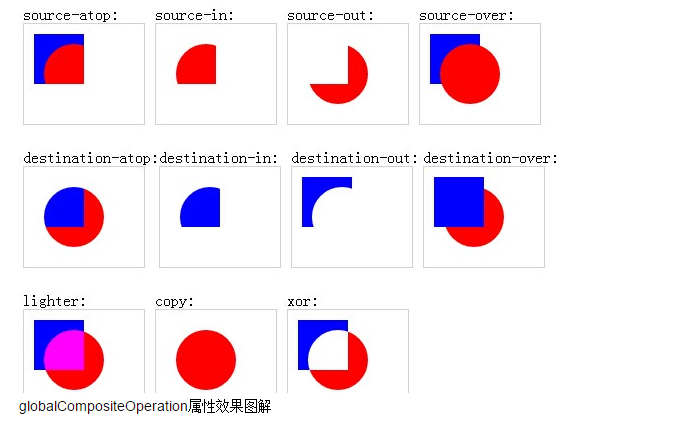 source-atop: source-in: source-out: source-over:
destination-atop: destination-in: destination-out: destination-over:
lighter: copy: xor:
globalCompositeOperation属性效果图解